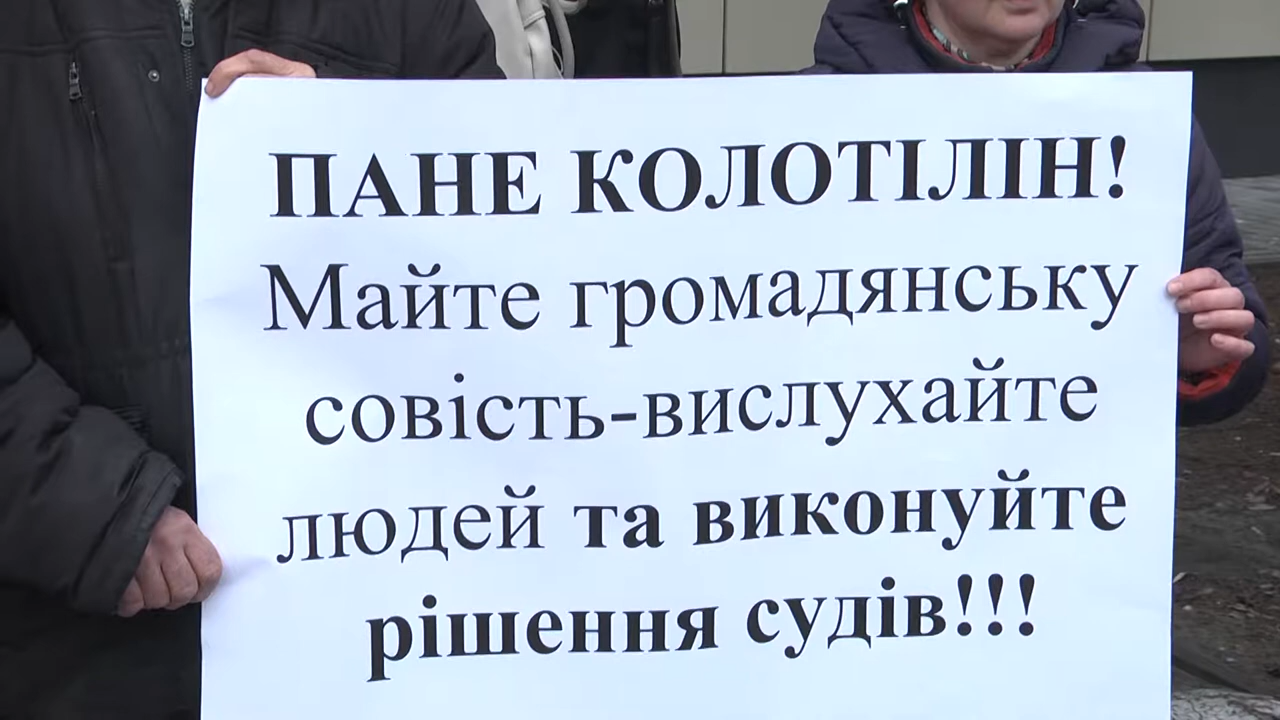 ПАНЕ КОЛОТІЛІН!
Майте громадянську
совість-вислухайте
людей та виконуйте
рішення судів!!!